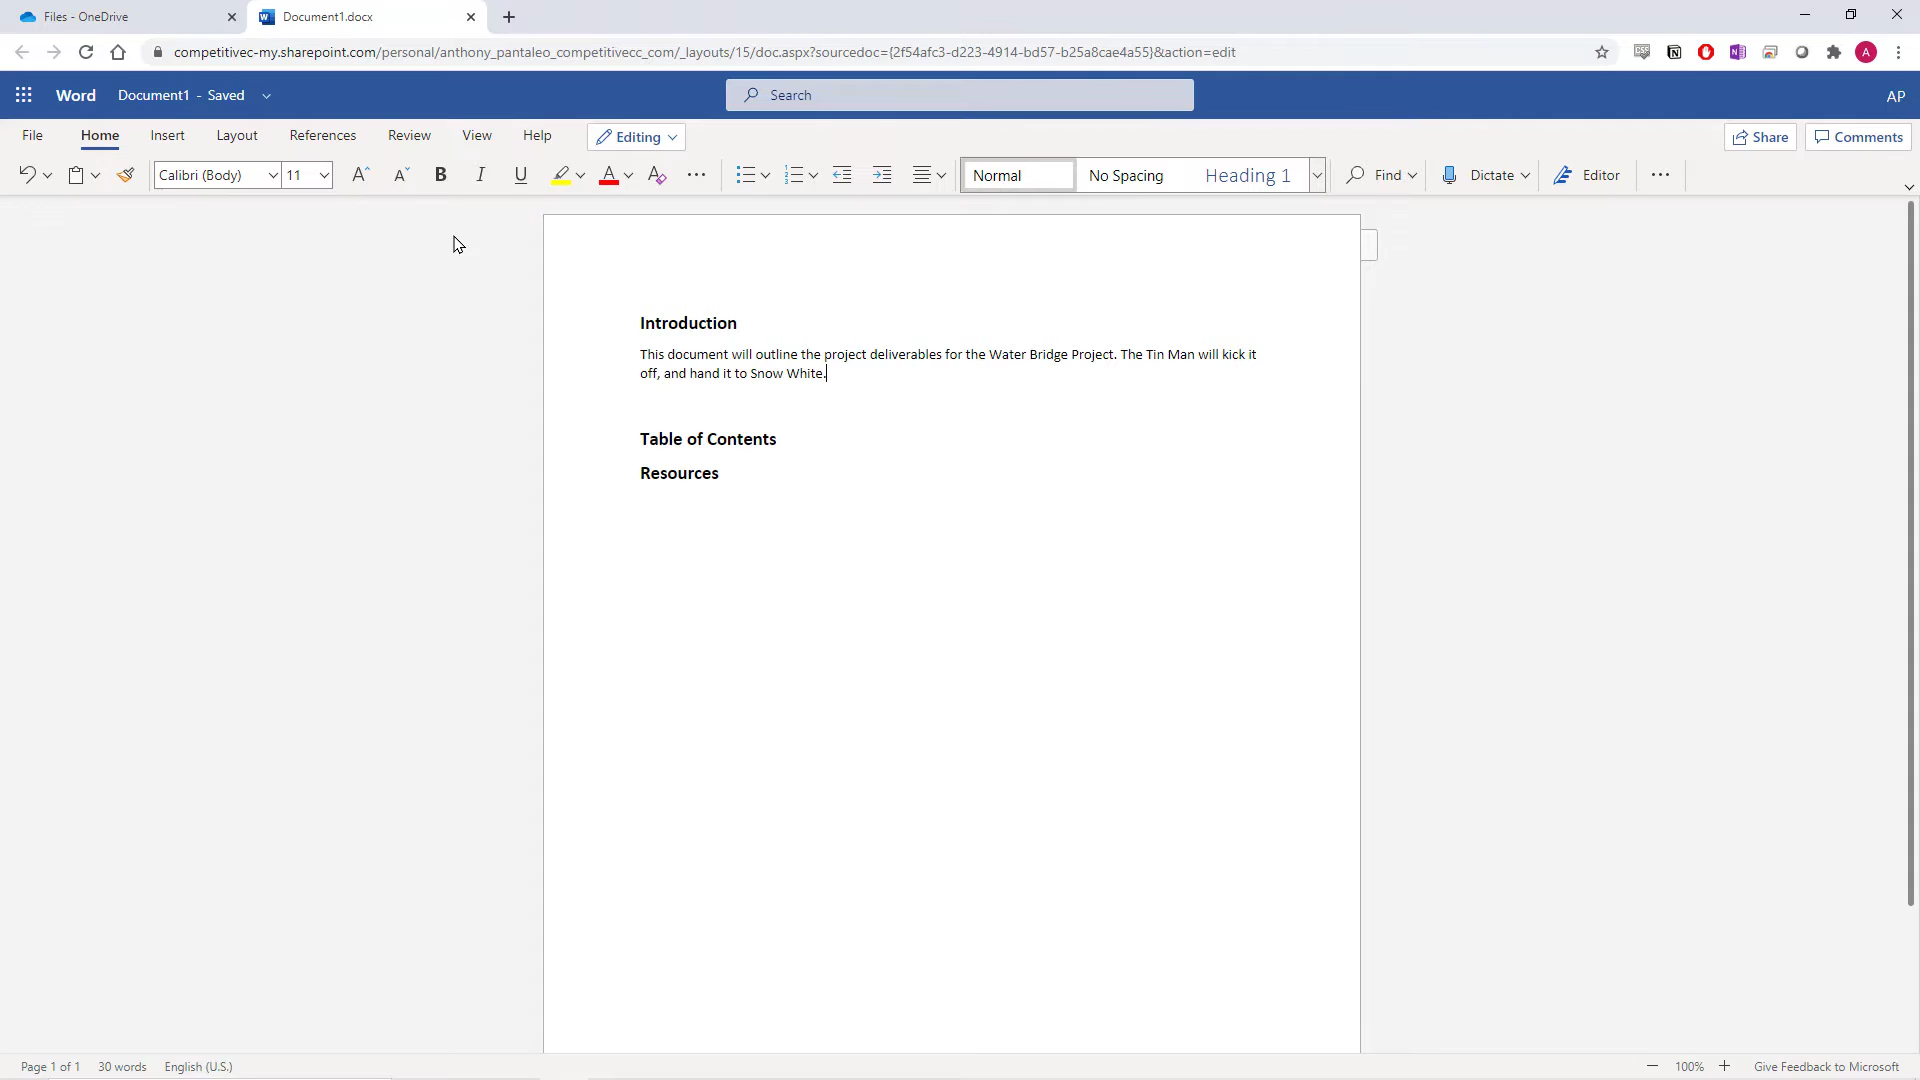 Files - OneDrive
Document1.docx
competitivec-my.sharepoint.com/personal/anthony_pantaleo_competitivecc_com/_layouts/15/doc.aspx?sourcedoc={2f54afc3-d223-4914-bd57-b25a8cae4a55}&action=edit
A
Word Document1 - Saved
Search
AP
File Home Insert Layout References Review View Help Editing
Share Comments
Calibri (Body) 11 A A B I U A A Normal No Spacing Heading 1 Find Dictate Editor
Introduction
This document will outline the project deliverables for the Water Bridge Project. The Tin Man will kick it
off, and hand it to Snow White.
Table of Contents
Resources
Page 1 of 1 30 words English (U.S.) 100% Give Feedback to Microsoft